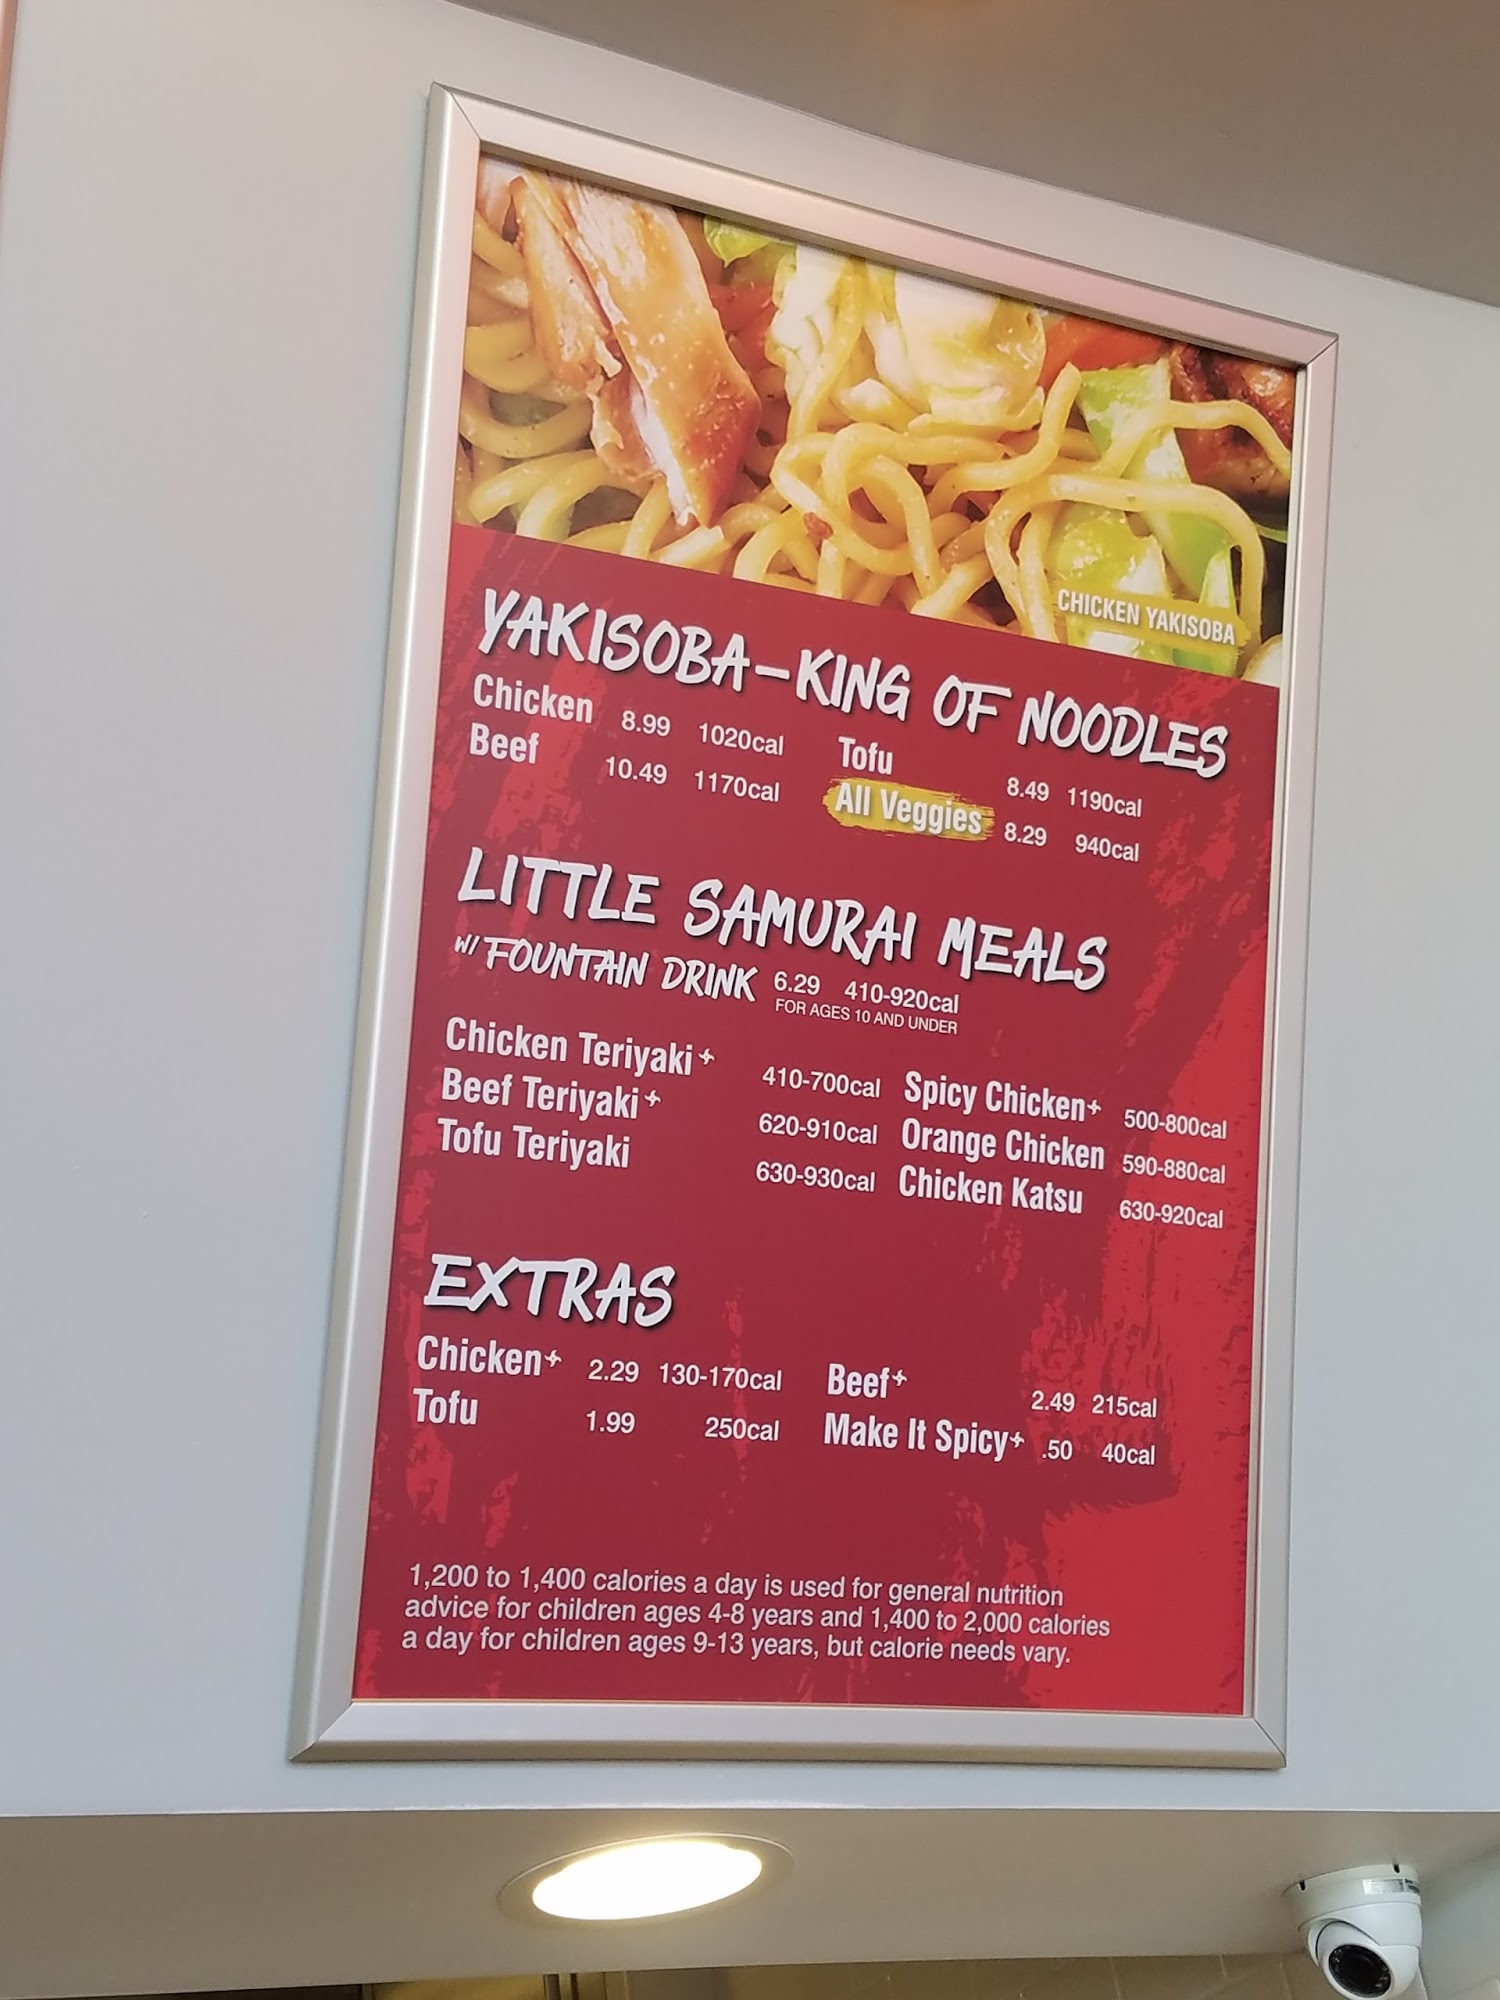 CHICKEN YAKISOBA
YAKISOBA–KING OF NOODLES
Chicken 8.99 1020cal Tofu 8.49 1190cal
Beef 10.49 1170cal All Veggies 8.29 940cal
LITTLE SAMURAI MEALS
W/ FOUNTAIN DRINK 6.29 410-920cal
FOR AGES 10 AND UNDER
Chicken Teriyaki+ 410-700cal Spicy Chicken+ 500-800cal
Beef Teriyaki+ 620-910cal Orange Chicken 590-880cal
Tofu Teriyaki 630-930cal Chicken Katsu 630-920cal
EXTRAS
Chicken+ 2.29 130-170cal Beef+ 2.49 215cal
Tofu 1.99 250cal Make It Spicy+ .50 40cal
1,200 to 1,400 calories a day is used for general nutrition
advice for children ages 4-8 years and 1,400 to 2,000 calories
a day for children ages 9-13 years, but calorie needs vary.